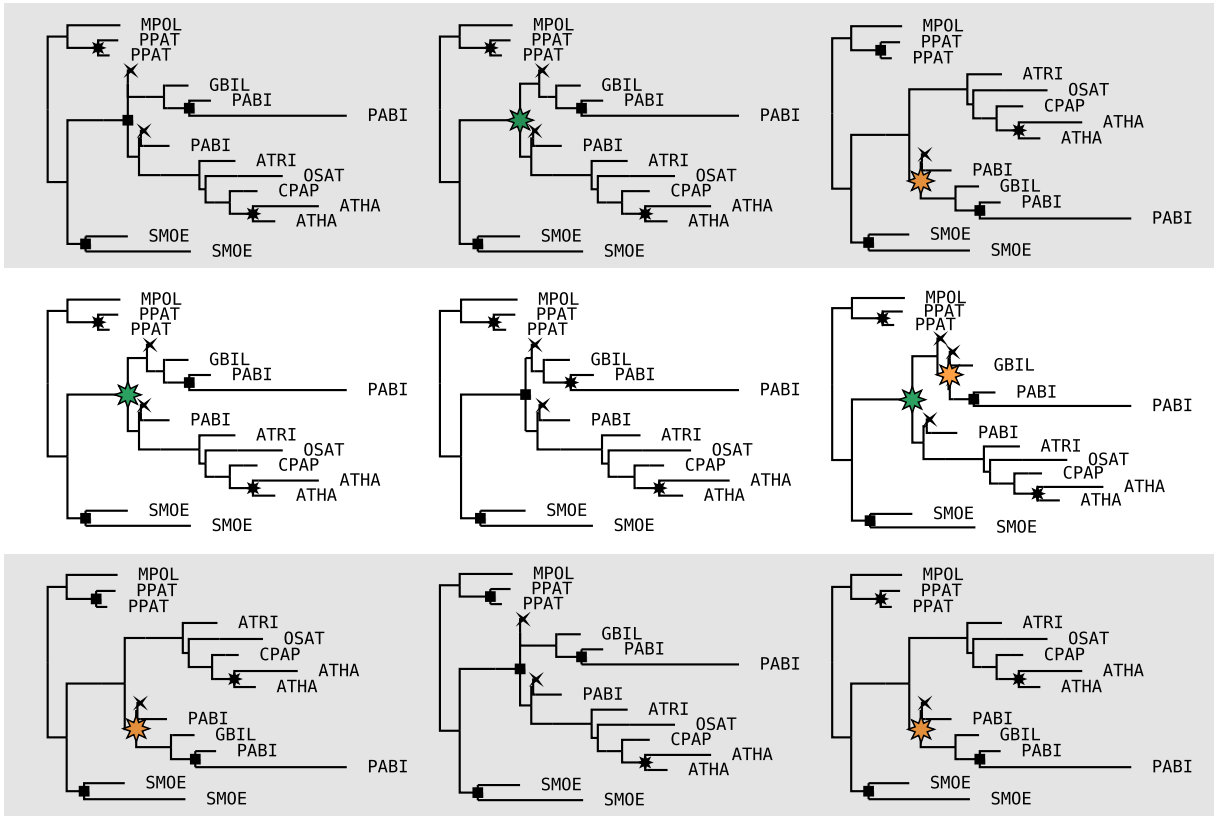 MPOL
PPAT
PPAT
GBIL
PABI
PABI
PABI
ATRI
OSAT
CPAP
ATHA
ATHA
SMOE
SMOE
MPOL
PPAT
PPAT
GBIL
PABI
PABI
PABI
ATRI
OSAT
CPAP
ATHA
ATHA
SMOE
SMOE
MPOL
PPAT
PPAT
ATRI
OSAT
CPAP
ATHA
ATHA
PABI
GBIL
PABI
PABI
SMOE
SMOE
MPOL
PPAT
PPAT
GBIL
PABI
PABI
PABI
ATRI
OSAT
CPAP
ATHA
ATHA
SMOE
SMOE
MPOL
PPAT
PPAT
GBIL
PABI
PABI
PABI
ATRI
OSAT
CPAP
ATHA
ATHA
SMOE
SMOE
MPOL
PPAT
PPAT
GBIL
PABI
PABI
PABI
ATRI
OSAT
CPAP
ATHA
ATHA
SMOE
SMOE
MPOL
PPAT
PPAT
ATRI
OSAT
CPAP
ATHA
ATHA
PABI
GBIL
PABI
PABI
SMOE
SMOE
MPOL
PPAT
PPAT
GBIL
PABI
PABI
PABI
ATRI
OSAT
CPAP
ATHA
ATHA
SMOE
SMOE
MPOL
PPAT
PPAT
ATRI
OSAT
CPAP
ATHA
ATHA
PABI
GBIL
PABI
PABI
SMOE
SMOE